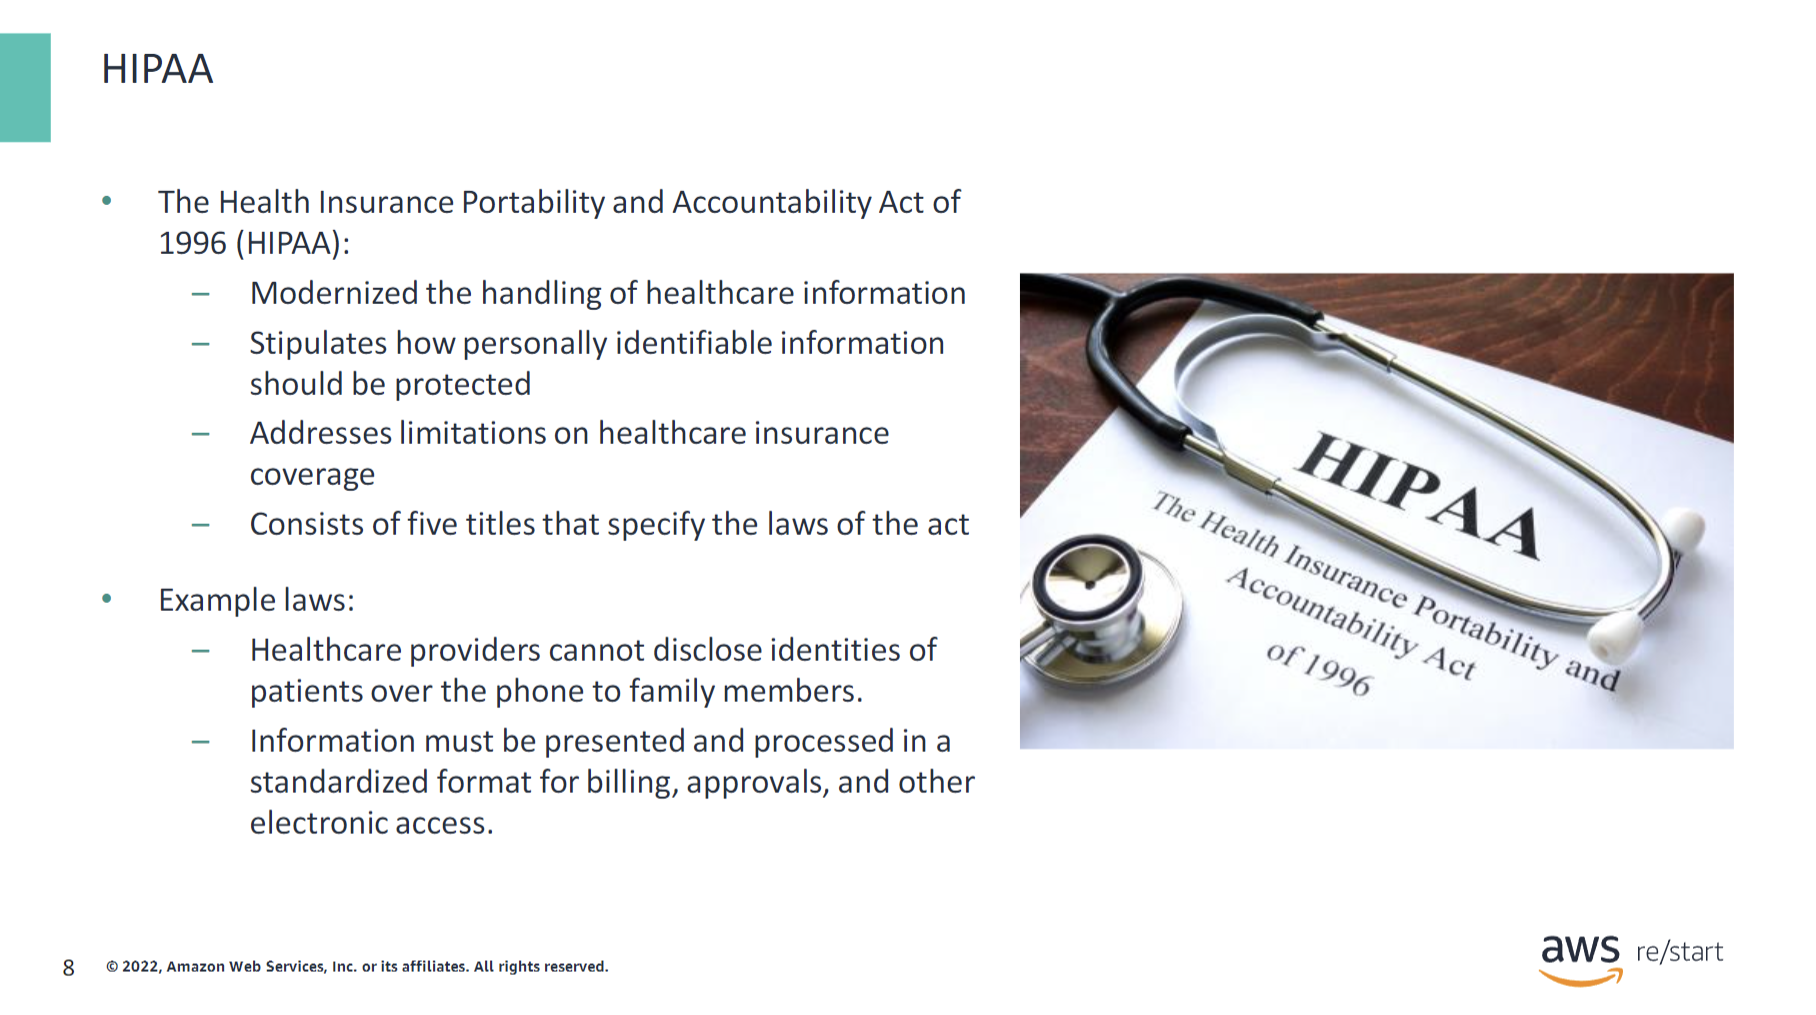 HIPAA
• The Health Insurance Portability and Accountability Act of
1996 (HIPAA):
– Modernized the handling of healthcare information
– Stipulates how personally identifiable information
should be protected
– Addresses limitations on healthcare insurance
coverage
– Consists of five titles that specify the laws of the act
• Example laws:
– Healthcare providers cannot disclose identities of
patients over the phone to family members.
– Information must be presented and processed in a
standardized format for billing, approvals, and other
electronic access.
HIPAA
The Health Insurance Portability and
Accountability Act
of 1996
8 © 2022, Amazon Web Services, Inc. or its affiliates. All rights reserved.
aws re/start